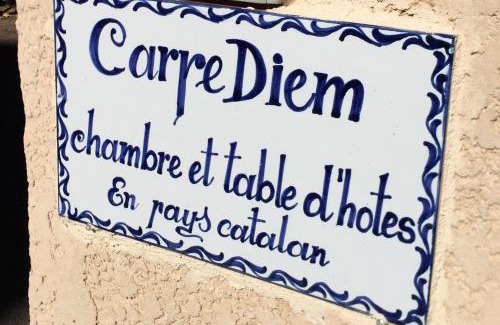 Carpe Diem
chambre et table d'hotes
En pays catalan